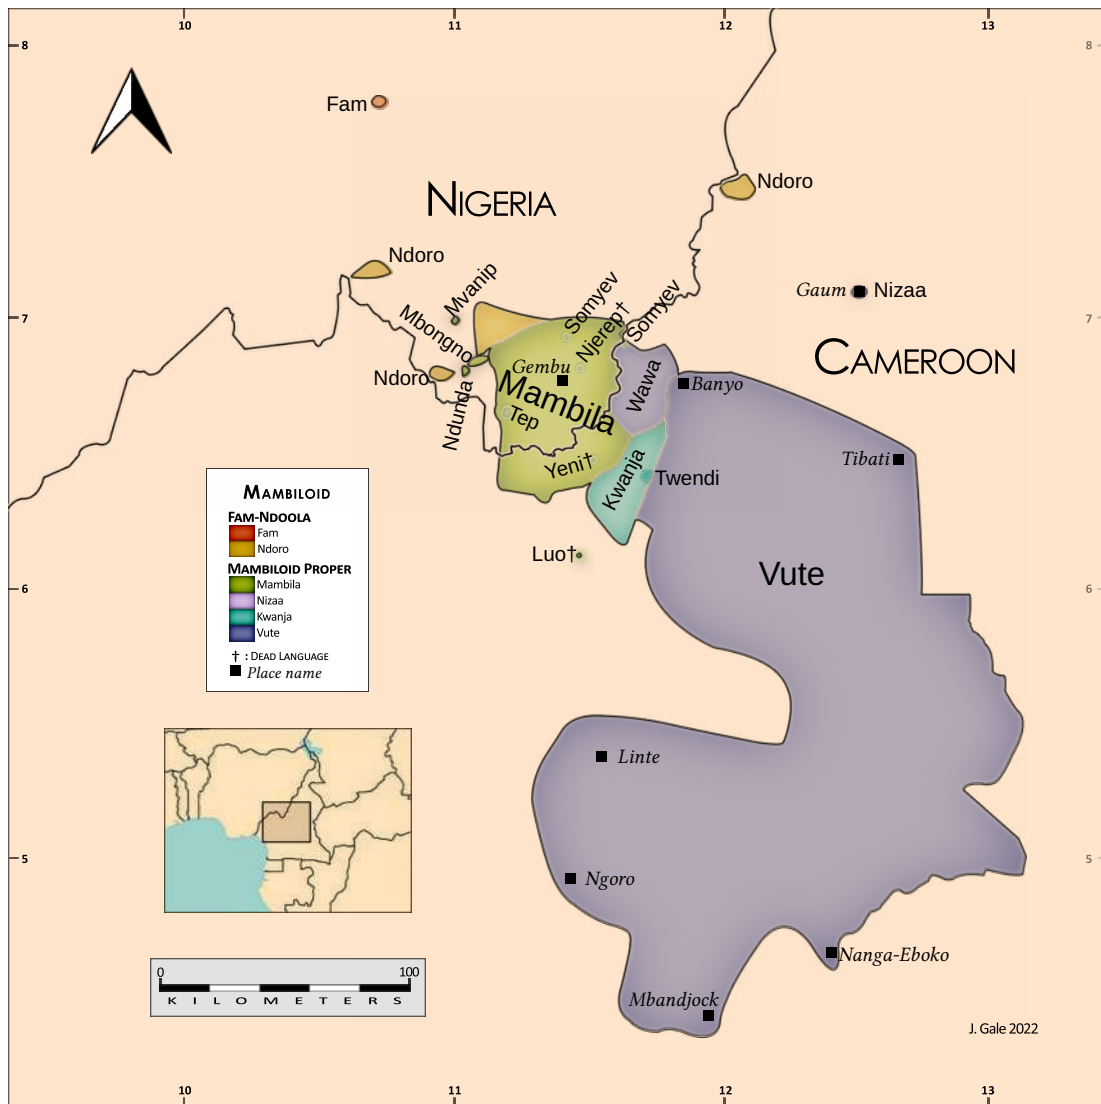 10 11 12 13
8 8
Fam
Ndoro
NIGERIA
Ndoro
Mvanip
Somyev
Somyev
Gaum Nizaa
7 7
Mbongno
Njerep†
CAMEROON
Ndoro
Gembu
Wawa
Banyo
Mambila
Ndunda
Tep
Tibati
Yeni†
Kwanja
Twendi
MAMBILOID
FAM-NDOOLA
Fam
Ndoro
MAMBILOID PROPER
Mambila
Nizaa
Kwanja
Vute
† : DEAD LANGUAGE
Place name
Luo†
Vute
6 6
Linte
5 5
Ngoro
Nanga-Eboko
0 100
KILOMETERS
Mbandjock
J. Gale 2022
10 11 12 13